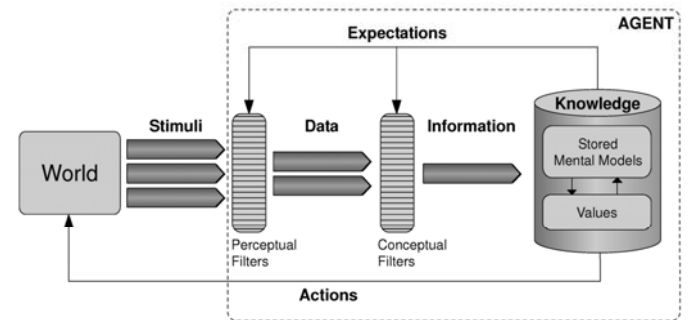 AGENT
Expectations
Knowledge
Stimuli
Data
Information
Stored
Mental Models
World
Values
Perceptual
Filters
Conceptual
Filters
Actions